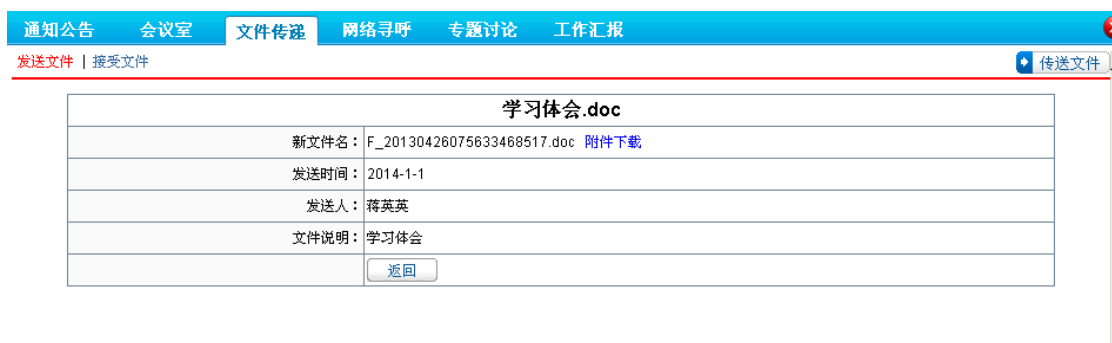 通知公告 会议室 文件传递 网络寻呼 专题讨论 工作汇报
发送文件 | 接受文件 传送文件
学习体会.doc
新文件名： F_20130426075633468517.doc 附件下载
发送时间： 2014-1-1
发送人： 蒋英英
文件说明： 学习体会
返回